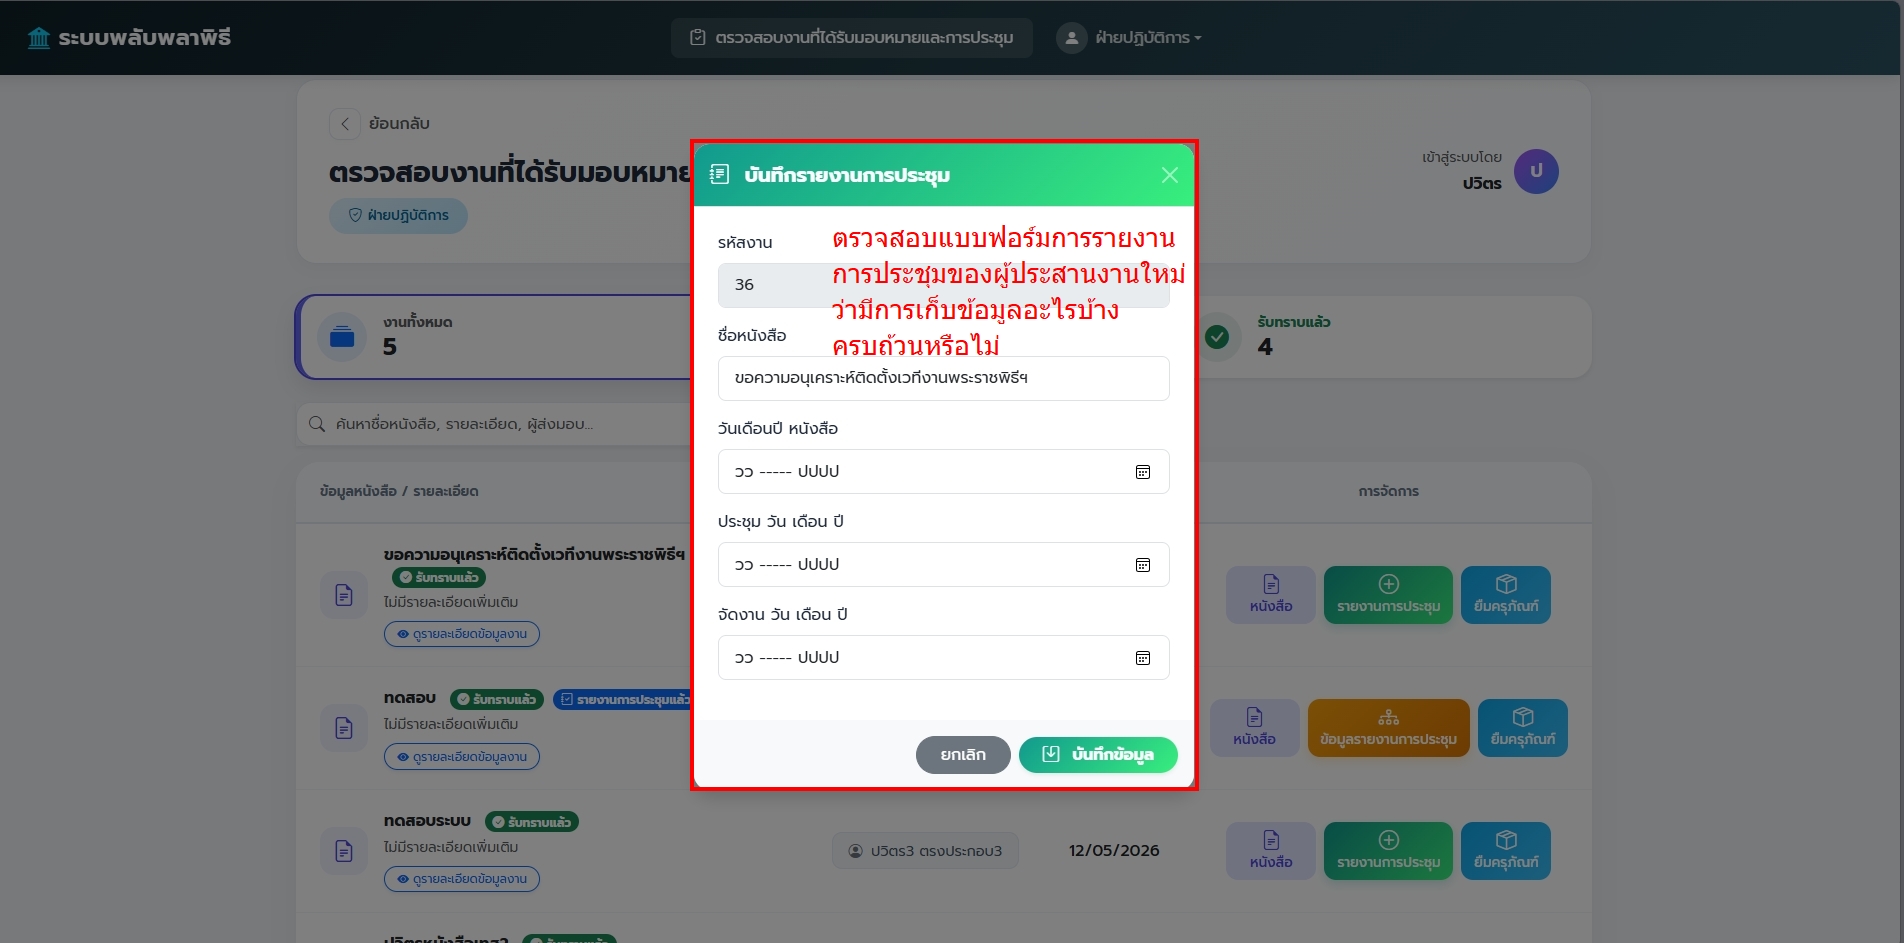 ระบบพลับพลาพิธี
ตรวจสอบงานที่ได้รับมอบหมายและการประชุม
ฝ่ายปฏิบัติการ
ย้อนกลับ
ตรวจสอบงานที่ได้รับมอบหมาย
ฝ่ายปฏิบัติการ
เข้าสู่ระบบโดย
ปวิตร
ป
งานทั้งหมด
5
รับทราบแล้ว
4
ค้นหาชื่อหนังสือ, รายละเอียด, ผู้ส่งมอบ...
ข้อมูลหนังสือ / รายละเอียด
การจัดการ
ขอความอนุเคราะห์ติดตั้งเวทีงานพระราชพิธีฯ
รับทราบแล้ว
ไม่มีรายละเอียดเพิ่มเติม
ดูรายละเอียดข้อมูลงาน
หนังสือ
รายงานการประชุม
ยืมครุภัณฑ์
ทดสอบ
รับทราบแล้ว
รายงานการประชุมแล้ว
ไม่มีรายละเอียดเพิ่มเติม
ดูรายละเอียดข้อมูลงาน
หนังสือ
ข้อมูลรายงานการประชุม
ยืมครุภัณฑ์
ทดสอบระบบ
รับทราบแล้ว
ไม่มีรายละเอียดเพิ่มเติม
ดูรายละเอียดข้อมูลงาน
ปวิตร3 ตรงประกอบ3
12/05/2026
หนังสือ
รายงานการประชุม
ยืมครุภัณฑ์
บันทึกรายงานการประชุม
รหัสงาน
36
ตรวจสอบแบบฟอร์มการรายงาน
การประชุมของผู้ประสานงานใหม่
ว่ามีการเก็บข้อมูลอะไรบ้าง
ครบถ้วนหรือไม่
ชื่อหนังสือ
ขอความอนุเคราะห์ติดตั้งเวทีงานพระราชพิธีฯ
วันเดือนปี หนังสือ
วว ----- ปปปป
ประชุม วัน เดือน ปี
วว ----- ปปปป
จัดงาน วัน เดือน ปี
วว ----- ปปปป
ยกเลิก
บันทึกข้อมูล